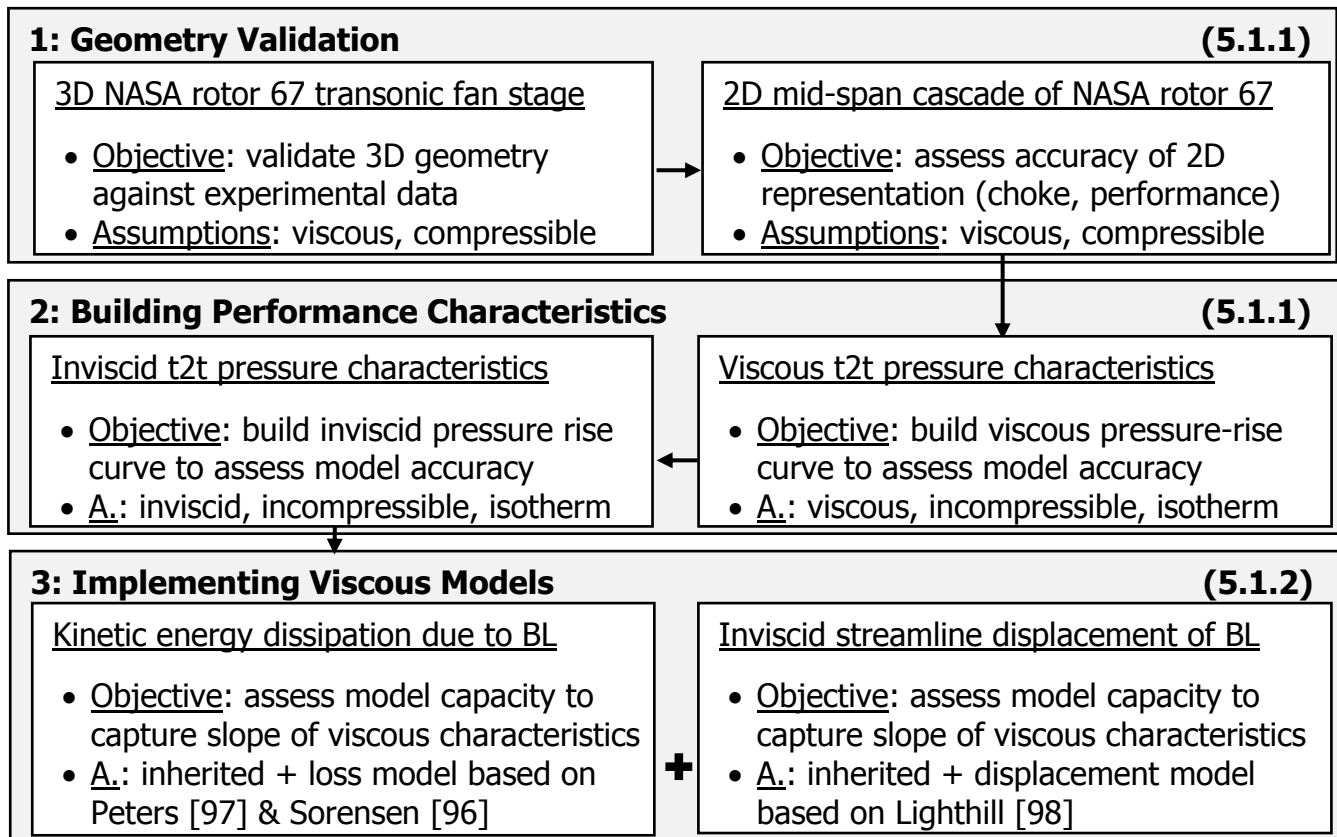 1: Geometry Validation (5.1.1)
3D NASA rotor 67 transonic fan stage
• Objective: validate 3D geometry
against experimental data
• Assumptions: viscous, compressible
2D mid-span cascade of NASA rotor 67
• Objective: assess accuracy of 2D
representation (choke, performance)
• Assumptions: viscous, compressible
2: Building Performance Characteristics (5.1.1)
Inviscid t2t pressure characteristics
• Objective: build inviscid pressure rise
curve to assess model accuracy
• A.: inviscid, incompressible, isotherm
Viscous t2t pressure characteristics
• Objective: build viscous pressure-rise
curve to assess model accuracy
• A.: viscous, incompressible, isotherm
3: Implementing Viscous Models (5.1.2)
Kinetic energy dissipation due to BL
• Objective: assess model capacity to
capture slope of viscous characteristics
• A.: inherited + loss model based on
Peters [97] & Sorensen [96]
+
Inviscid streamline displacement of BL
• Objective: assess model capacity to
capture slope of viscous characteristics
• A.: inherited + displacement model
based on Lighthill [98]